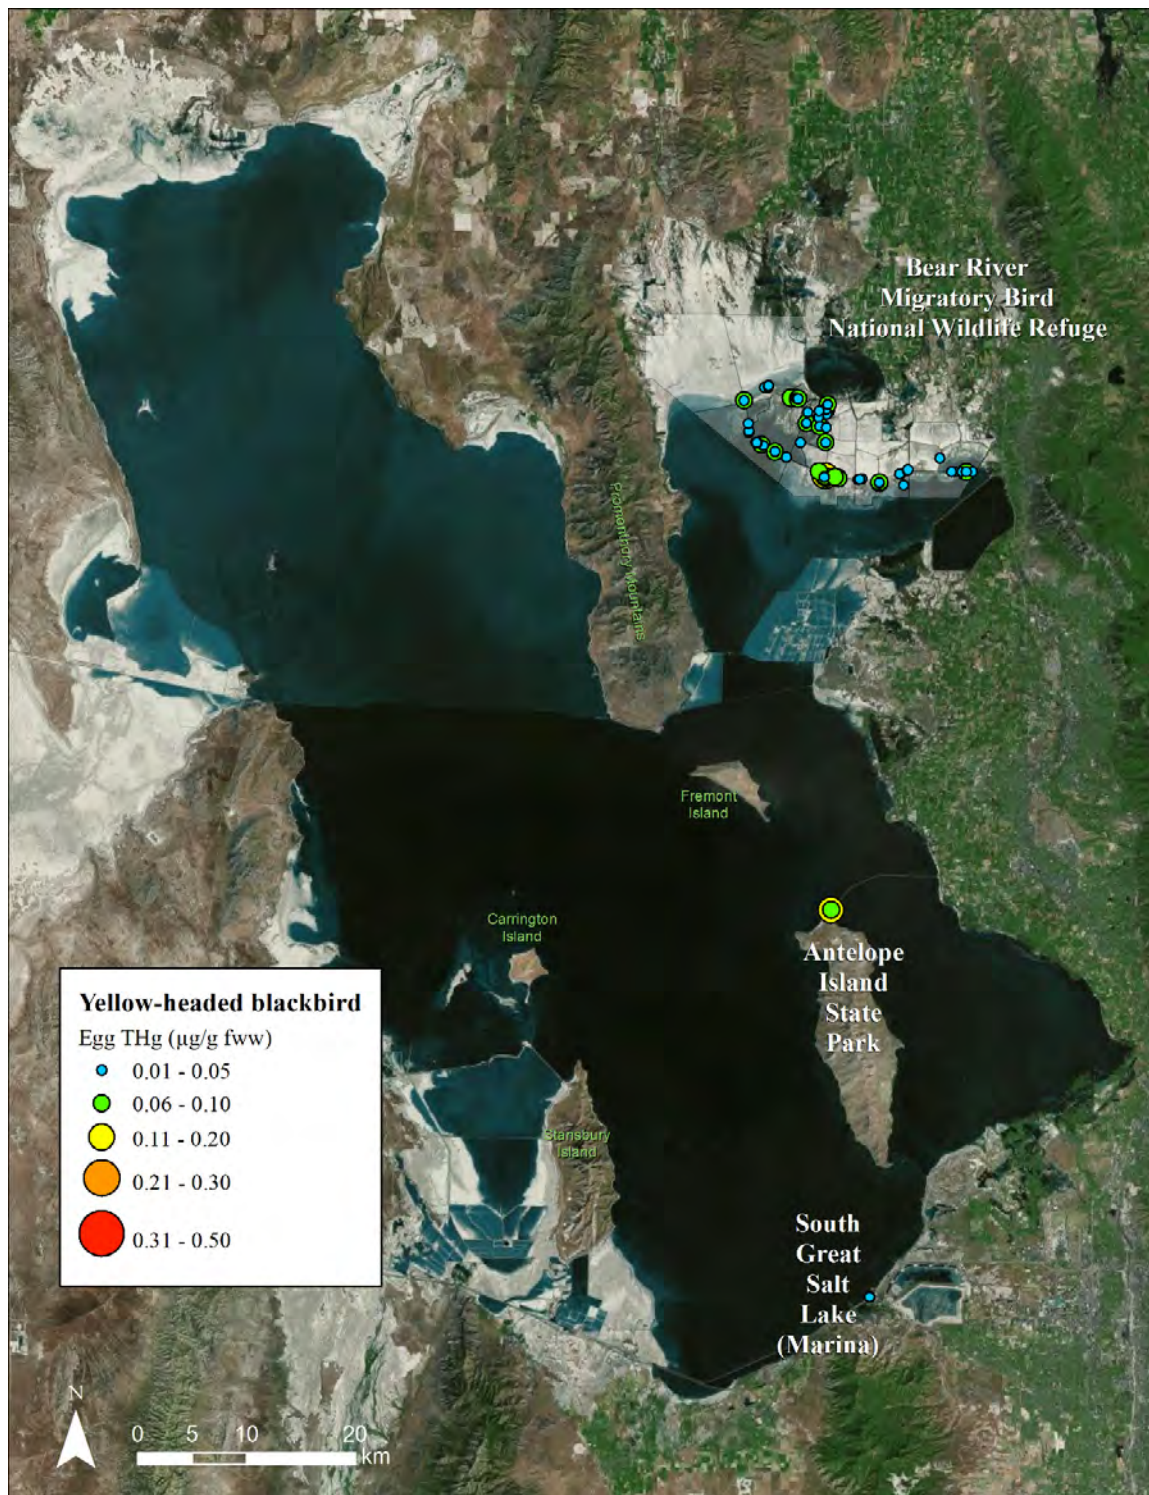 Bear River
Migratory Bird
National Wildlife Refuge
Promontory Mountains
Fremont
Island
Carrington
Island
Antelope
Island
State
Park
Yellow-headed blackbird
Egg THg (µg/g fww)
0.01 - 0.05
0.06 - 0.10
0.11 - 0.20
0.21 - 0.30
0.31 - 0.50
Stansbury
Island
South
Great
Salt
Lake
(Marina)
N
0 5 10 20
km